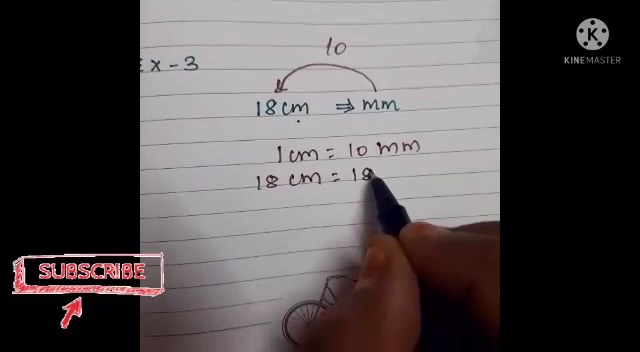 Ex-3
10
18cm ⇒ mm
1cm = 10 mm
18 cm = 18
K
KINEMASTER
SUBSCRIBE